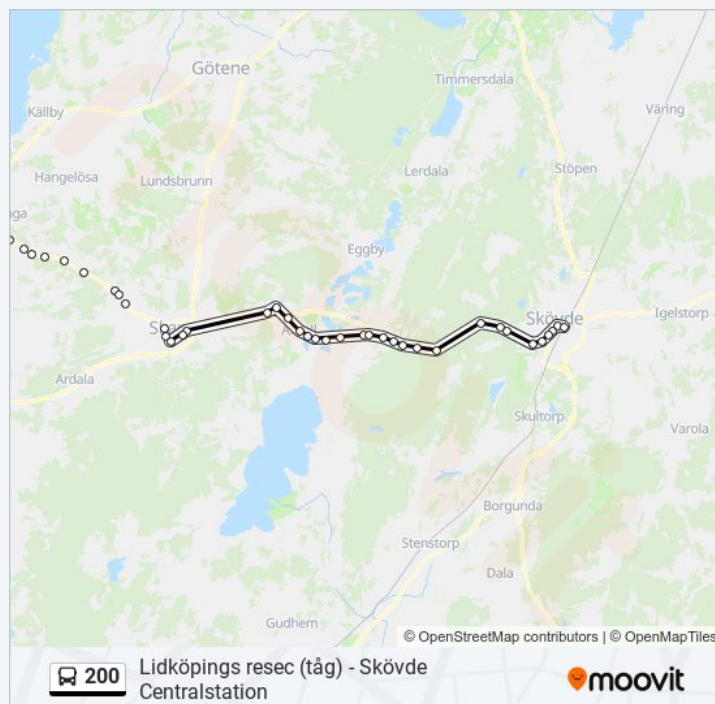 Götene
Timmersdala
Källby
Väring
Hangelösa
Lundsbrunn
Lerdala
Stöpen
Eggby
Skövde
Igelstorp
Ardala
Skultorp
Varola
Borgunda
Stenstorp
Dala
Gudhem
© OpenStreetMap contributors | © OpenMapTiles
200
Lidköpings resec (tåg) - Skövde
Centralstation
moovit